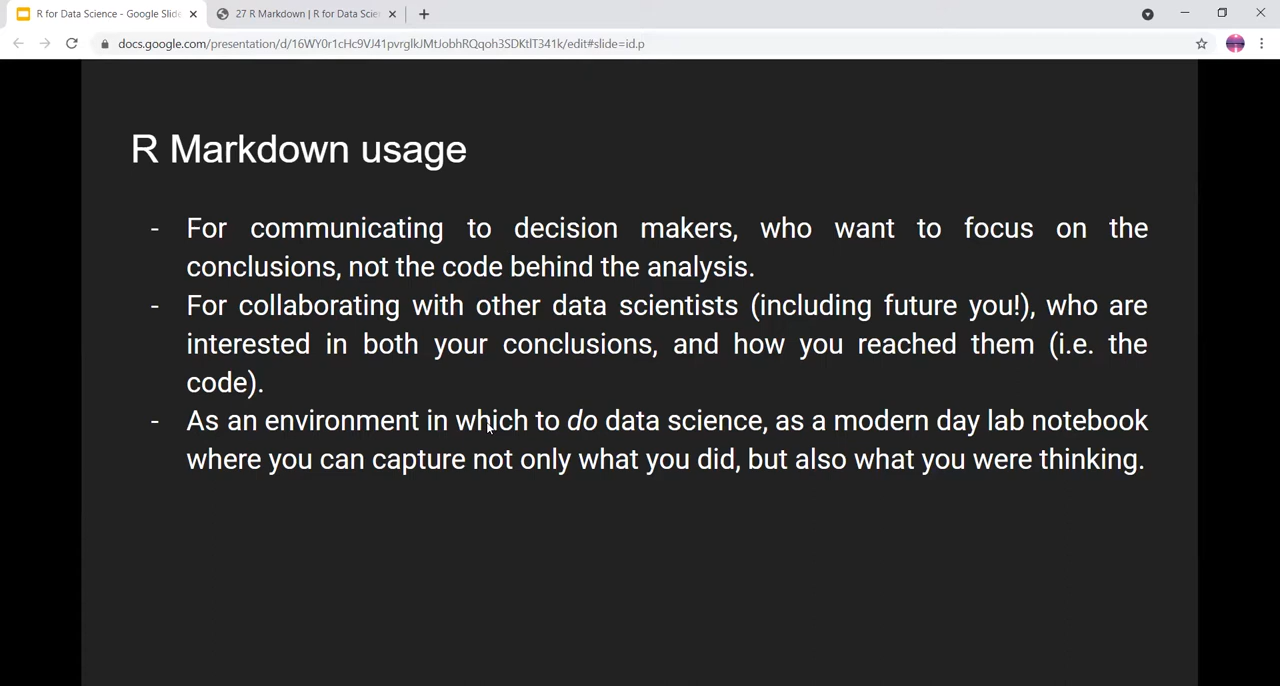 R for Data Science - Google Slide
27 R Markdown | R for Data Scie
docs.google.com/presentation/d/16WY0r1cHc9VJ41pvrglkJMtJobhRQqoh3SDKtlT341k/edit#slide=id.p
R Markdown usage
- For communicating to decision makers, who want to focus on the
conclusions, not the code behind the analysis.
- For collaborating with other data scientists (including future you!), who are
interested in both your conclusions, and how you reached them (i.e. the
code).
- As an environment in which to do data science, as a modern day lab notebook
where you can capture not only what you did, but also what you were thinking.